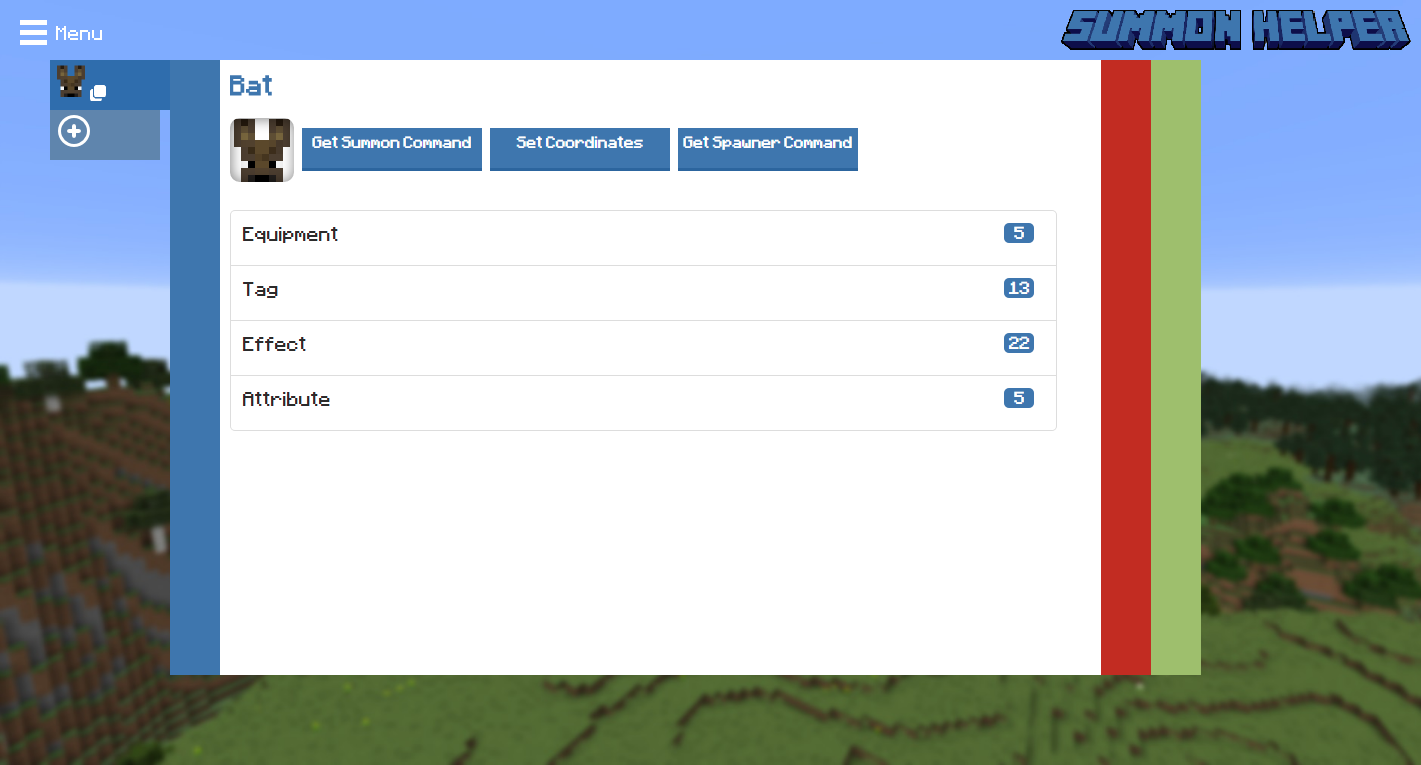 Menu
SUMMON HELPER
Bat
Get Summon Command
Set Coordinates
Get Spawner Command
Equipment 5
Tag 13
Effect 22
Attribute 5